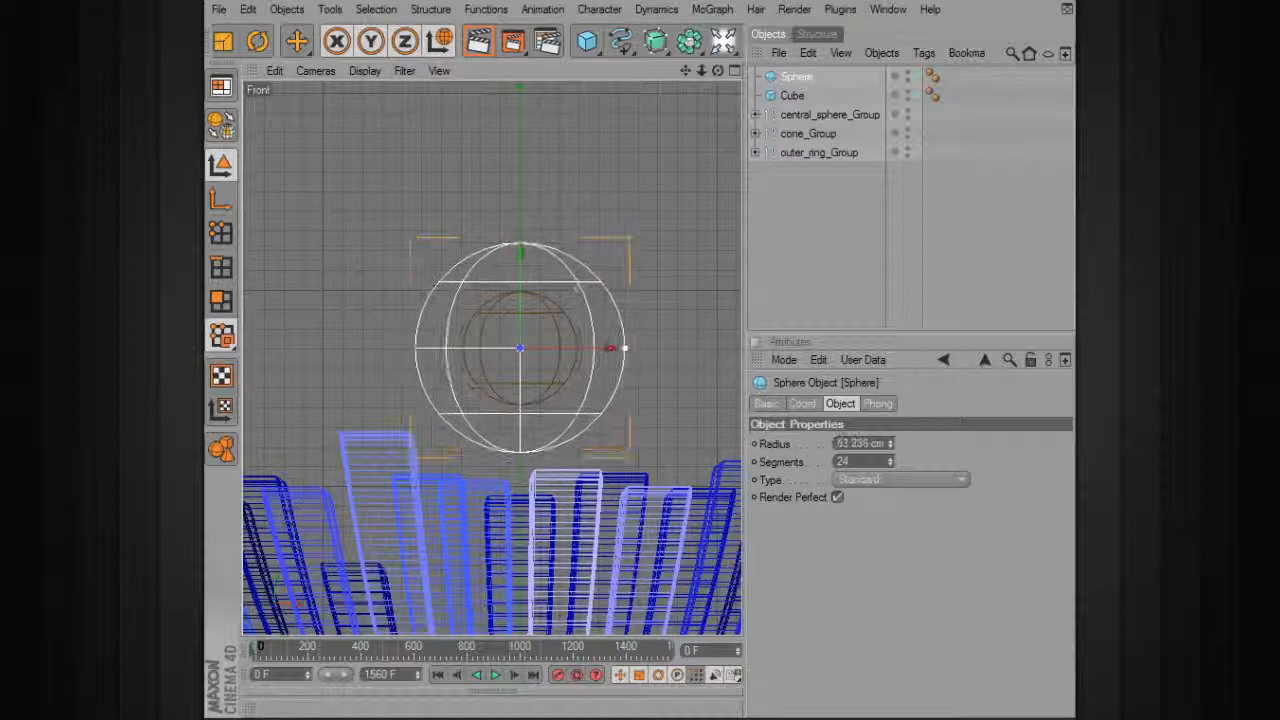 File Edit Objects Tools Selection Structure Functions Animation Character Dynamics MoGraph Hair Render Plugins Window Help
Objects Structure
File Edit View Objects Tags Bookma
Edit Cameras Display Filter View
Front
Sphere
Cube
central_sphere_Group
cone_Group
outer_ring_Group
Attributes
Mode Edit User Data
Sphere Object [Sphere]
Basic Coord Object Phong
Object Properties
Radius
Segments 24
Type Standard
Render Perfect
0 200 400 600 800 1000 1200 1400 1
0 F
0 F 1560 F
MAXON
CINEMA 4D